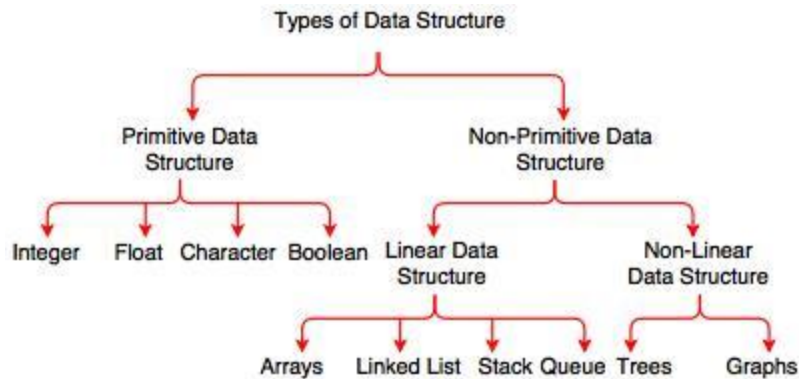 Types of Data Structure
Primitive Data
Structure
Non-Primitive Data
Structure
Integer
Float
Character
Boolean
Linear Data
Structure
Non-Linear
Data Structure
Arrays
Linked List
Stack
Queue
Trees
Graphs